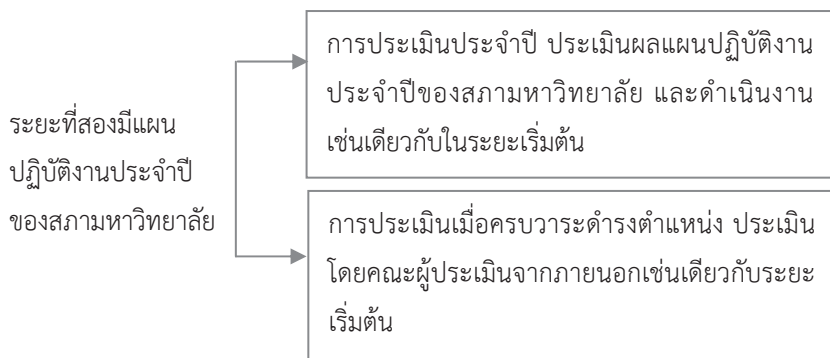 ระยะที่สองมีแผน
ปฏิบัติงานประจำปี
ของสภามหาวิทยาลัย
การประเมินประจำปี ประเมินผลแผนปฏิบัติงาน
ประจำปีของสภามหาวิทยาลัย และดำเนินงาน
เช่นเดียวกับในระยะเริ่มต้น
การประเมินเมื่อครบวาระดำรงตำแหน่ง ประเมิน
โดยคณะผู้ประเมินจากภายนอกเช่นเดียวกับระยะ
เริ่มต้น